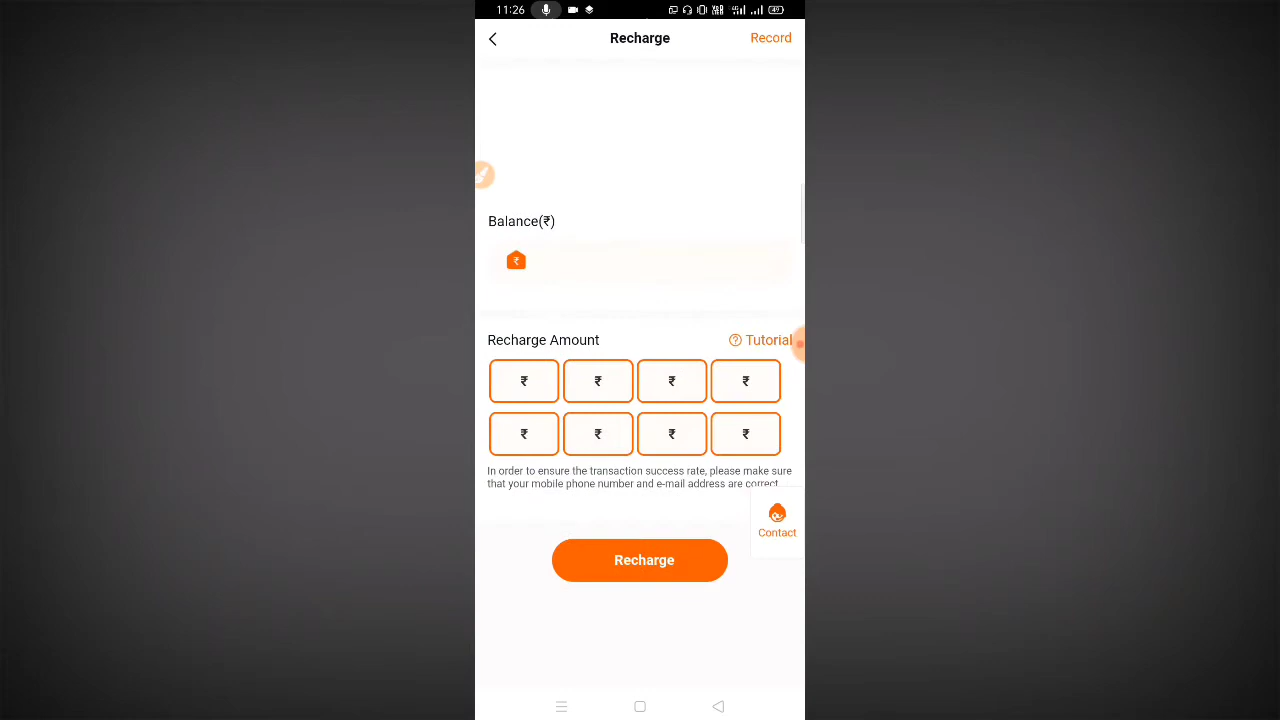 11:26
49
Recharge
Record
Balance(₹)
₹
Recharge Amount
Tutorial
₹ ₹ ₹ ₹
₹ ₹ ₹ ₹
In order to ensure the transaction success rate, please make sure
that your mobile phone number and e-mail address are correct
Contact
Recharge